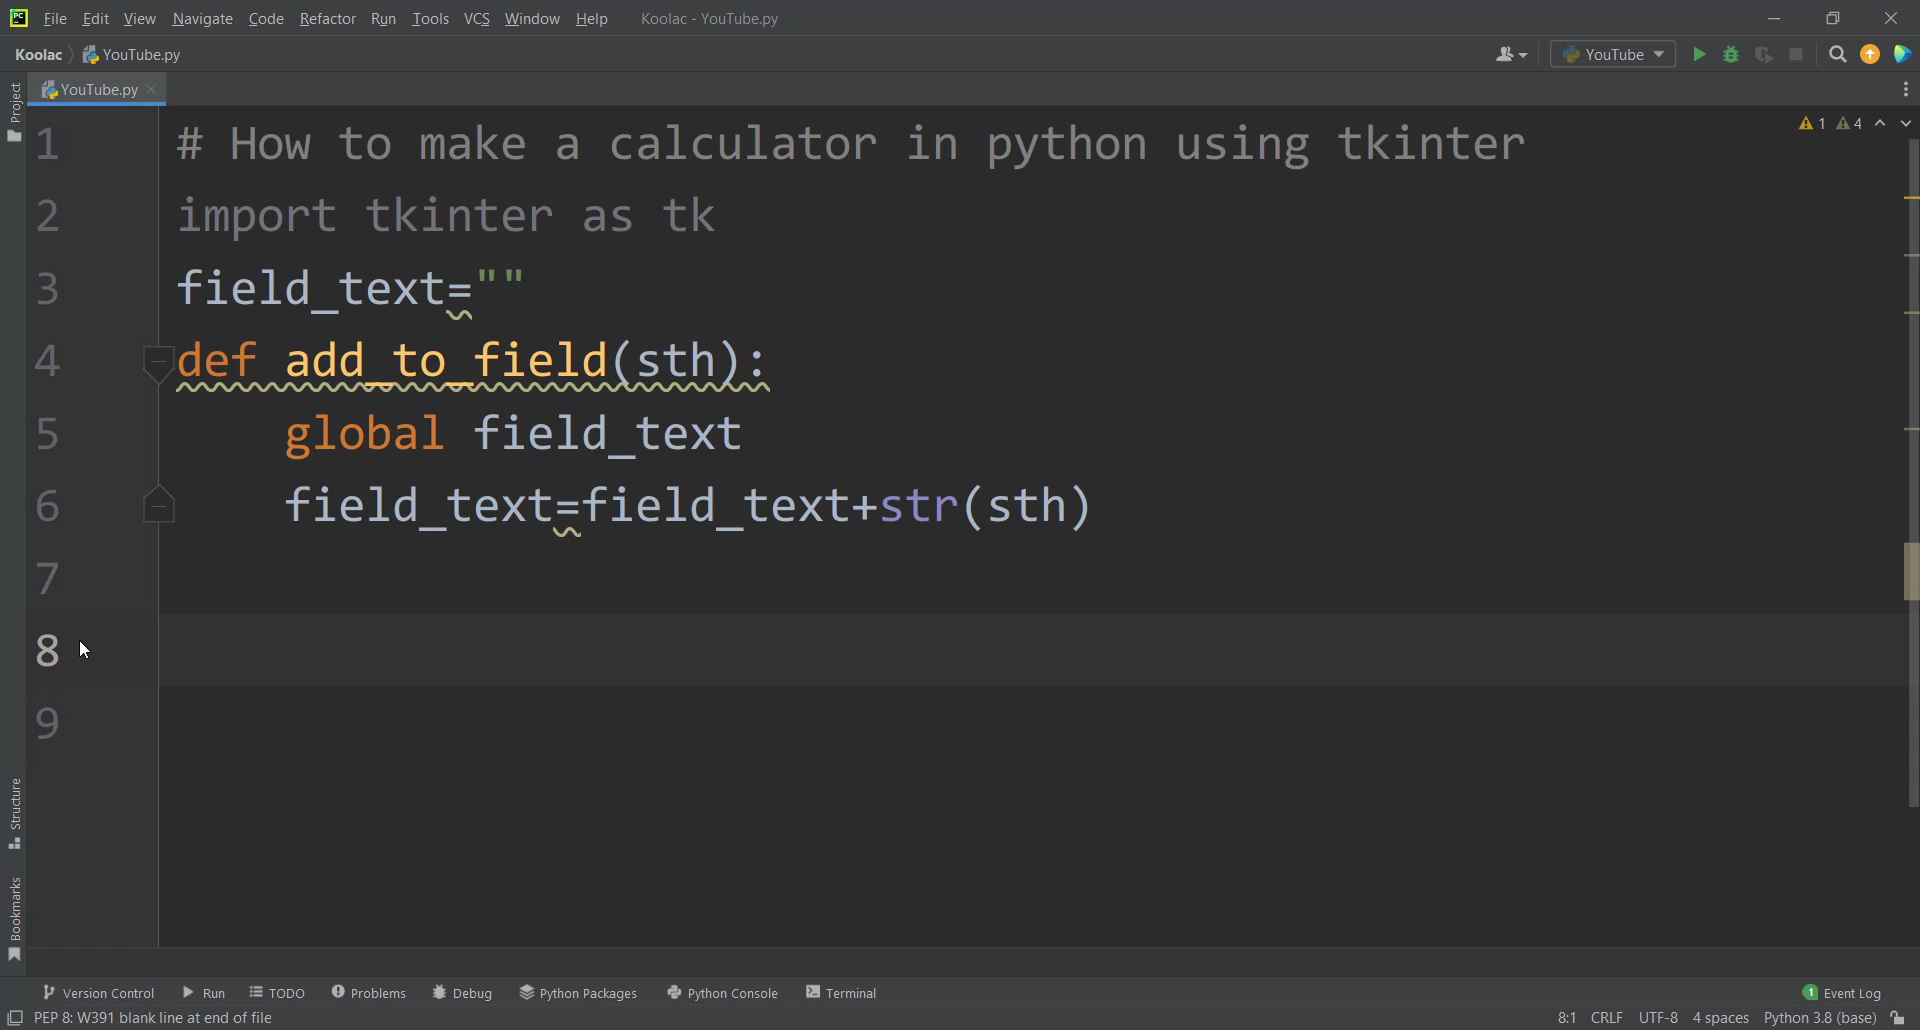 PC File Edit View Navigate Code Refactor Run Tools VCS Window Help Koolac - YouTube.py
Koolac YouTube.py YouTube
YouTube.py
Project
1 # How to make a calculator in python using tkinter
1 4
2 import tkinter as tk
3 field_text=""
4 def add_to_field(sth):
5 global field_text
6 field_text=field_text+str(sth)
7
8
9
Structure
Bookmarks
Version Control Run TODO Problems Debug Python Packages Python Console Terminal 1 Event Log
PEP 8: W391 blank line at end of file 8:1 CRLF UTF-8 4 spaces Python 3.8 (base)